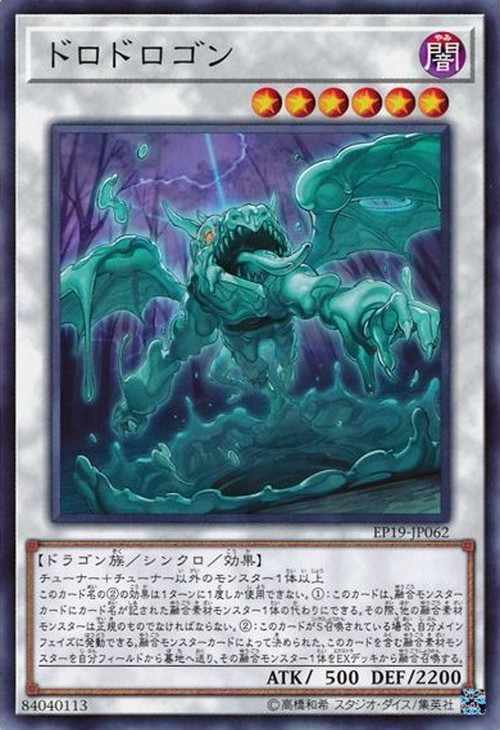 ドロドロゴン
闇
EP19-JP062
【ドラゴン族／シンクロ／効果】
チューナー＋チューナー以外のモンスター1体以上
このカード名の②の効果は1ターンに1度しか使用できない。①：このカードは、融合モンスター
カードにカード名が記された融合素材モンスター1体の代わりにできる。その際、他の融合素材
モンスターは正規のものでなければならない。②：このカードがS召喚されている場合、自分メイン
フェイズに発動できる。融合モンスターカードによって決められた、このカードを含む融合素材モン
スターを自分フィールドから墓地へ送り、その融合モンスター1体をEXデッキから融合召喚する。
ATK/ 500 DEF/2200
84040113
©高橋和希 スタジオ・ダイス/集英社